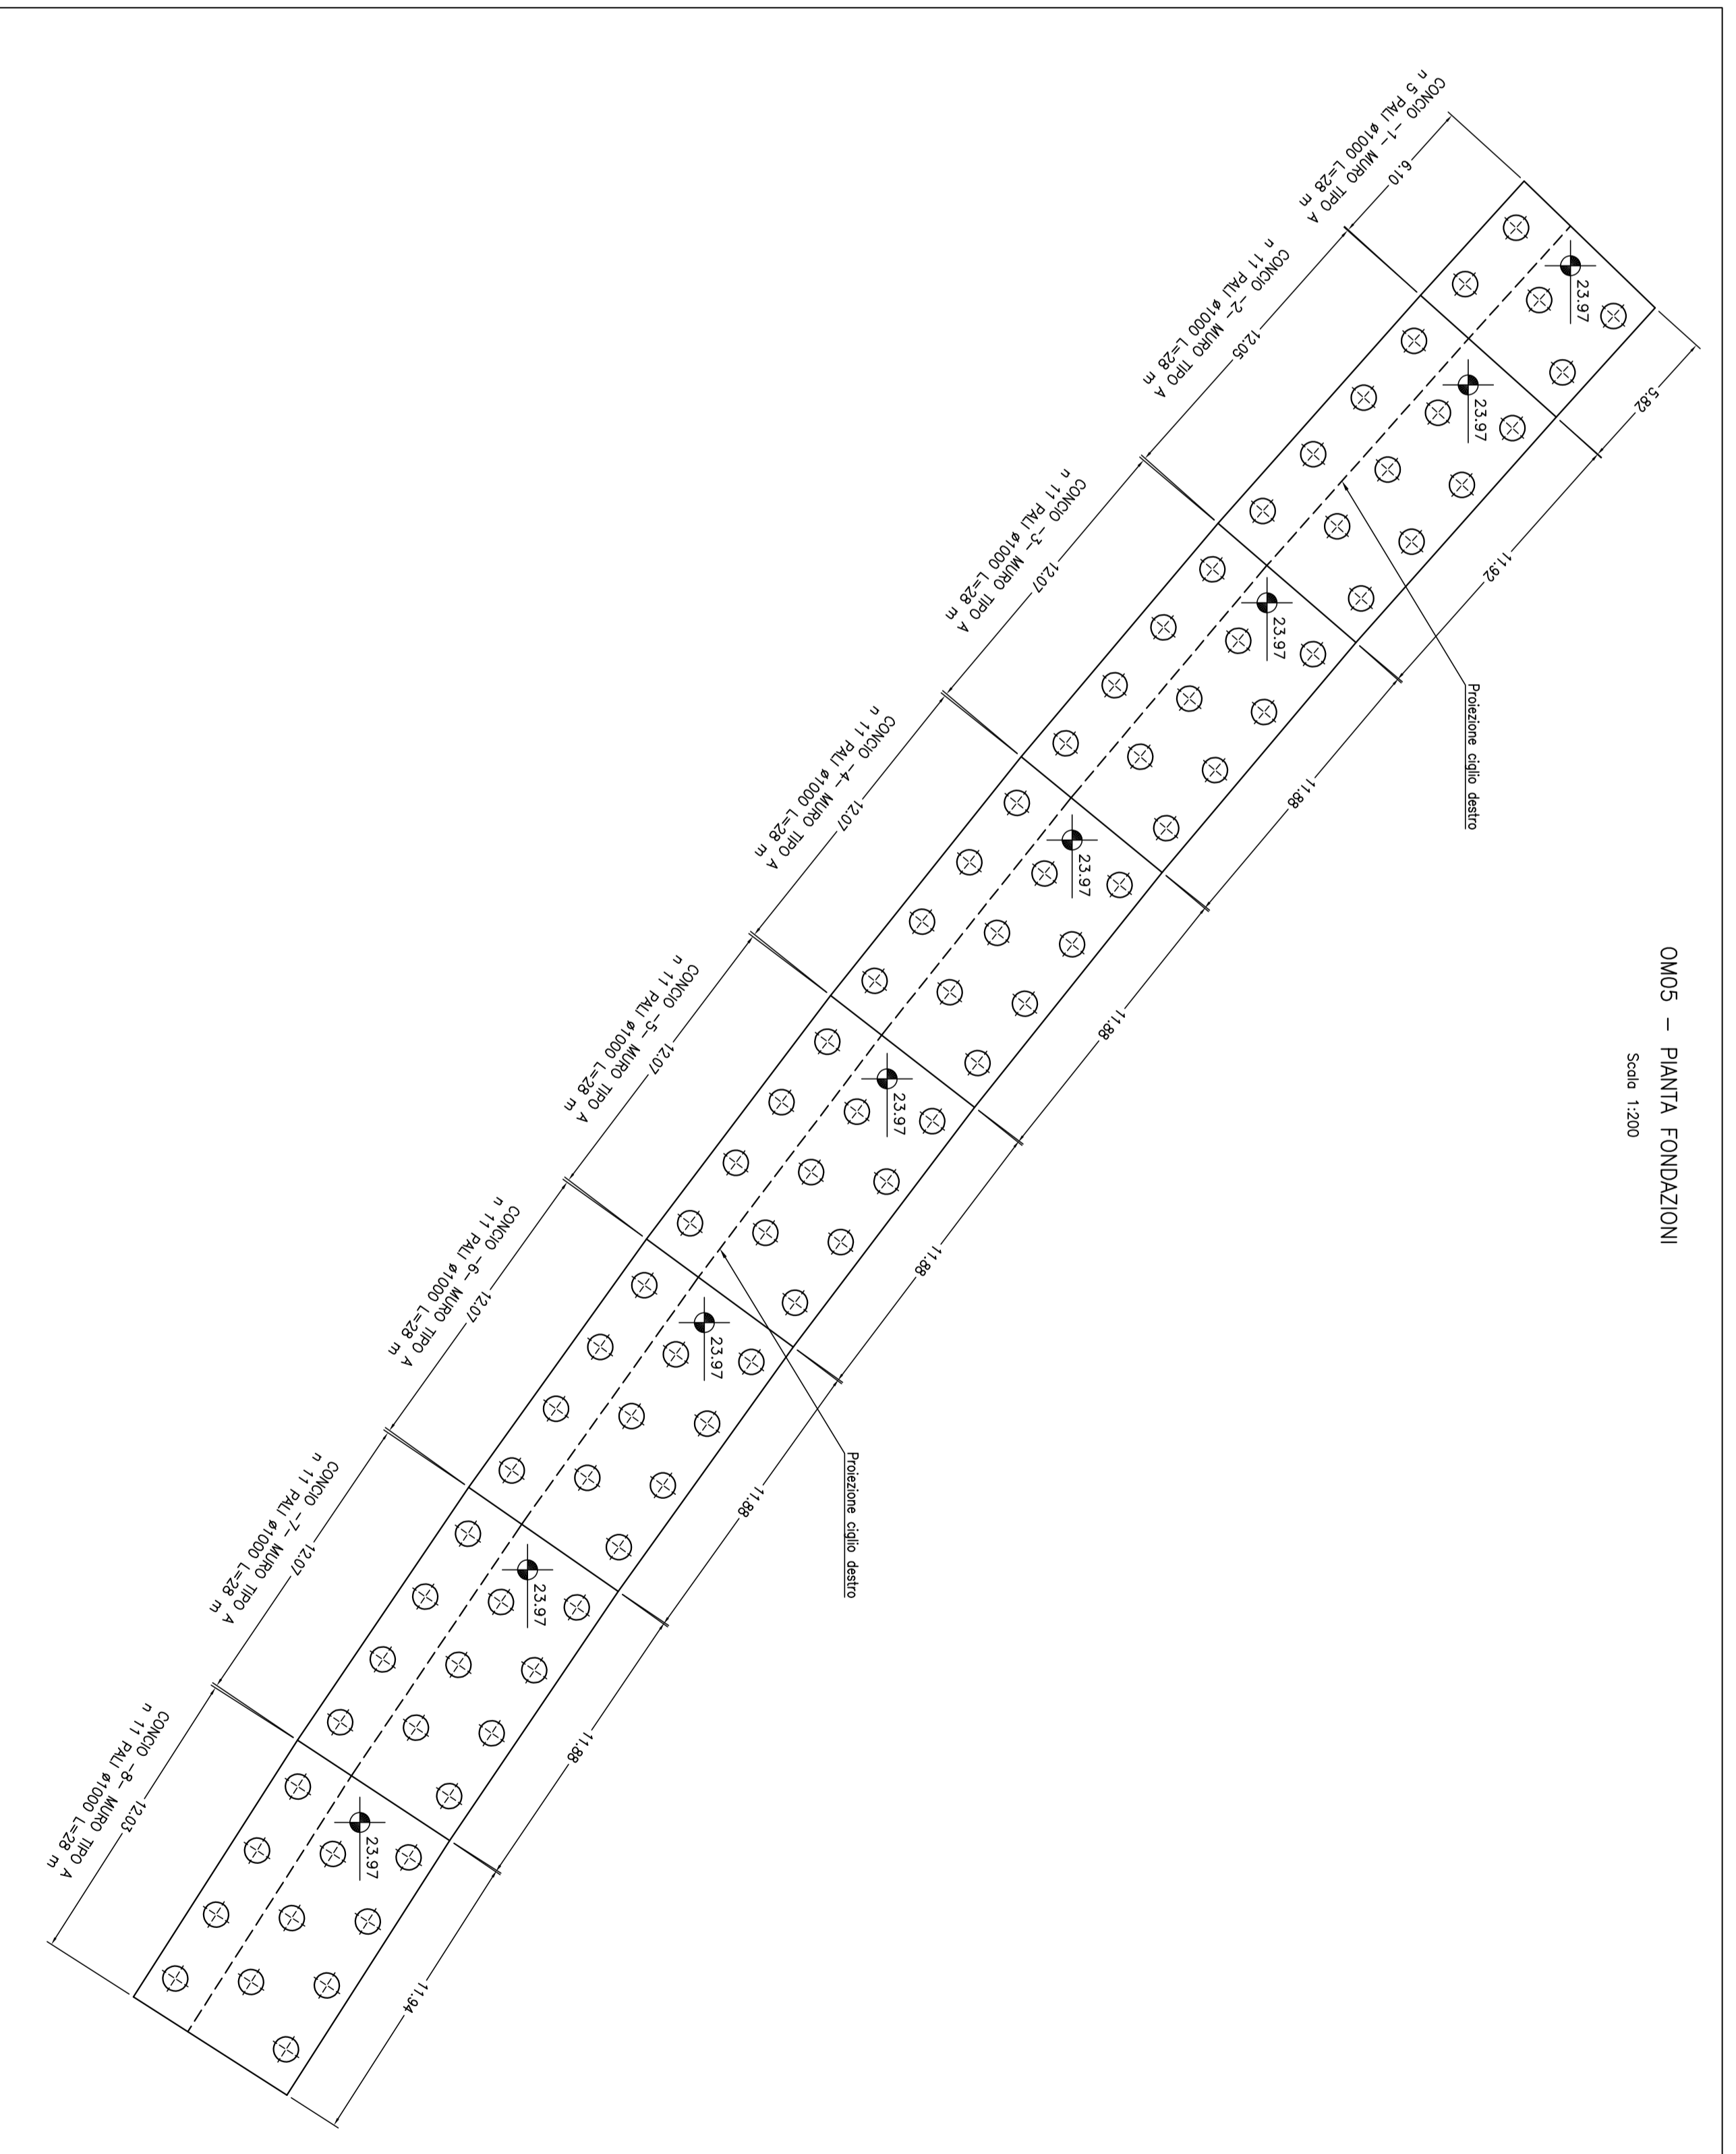 OM05 – PIANTA FONDAZIONI
Scala 1:200
CONCIO -1- MURO TIPO A
n 5 PALI ø1000 L=28 m
6.10
5.82
23.97
CONCIO -2- MURO TIPO A
n 11 PALI ø1000 L=28 m
12.05
11.92
23.97
Proiezione ciglio destro
CONCIO -3- MURO TIPO A
n 11 PALI ø1000 L=28 m
12.07
11.88
23.97
CONCIO -4- MURO TIPO A
n 11 PALI ø1000 L=28 m
12.07
11.88
23.97
CONCIO -5- MURO TIPO A
n 11 PALI ø1000 L=28 m
12.07
11.88
23.97
Proiezione ciglio destro
CONCIO -6- MURO TIPO A
n 11 PALI ø1000 L=28 m
12.07
11.88
23.97
CONCIO -7- MURO TIPO A
n 11 PALI ø1000 L=28 m
12.07
11.88
23.97
CONCIO -8- MURO TIPO A
n 11 PALI ø1000 L=28 m
12.03
11.94
23.97